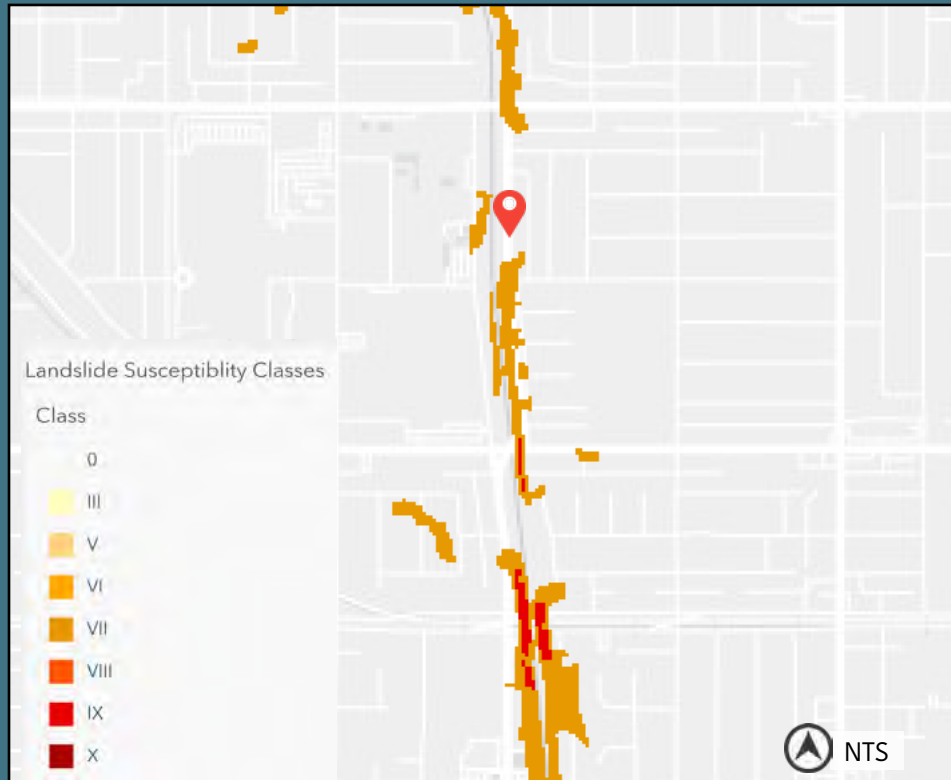 Landslide Susceptiblity Classes
Class
0
III
V
VI
VII
VIII
IX
X
NTS